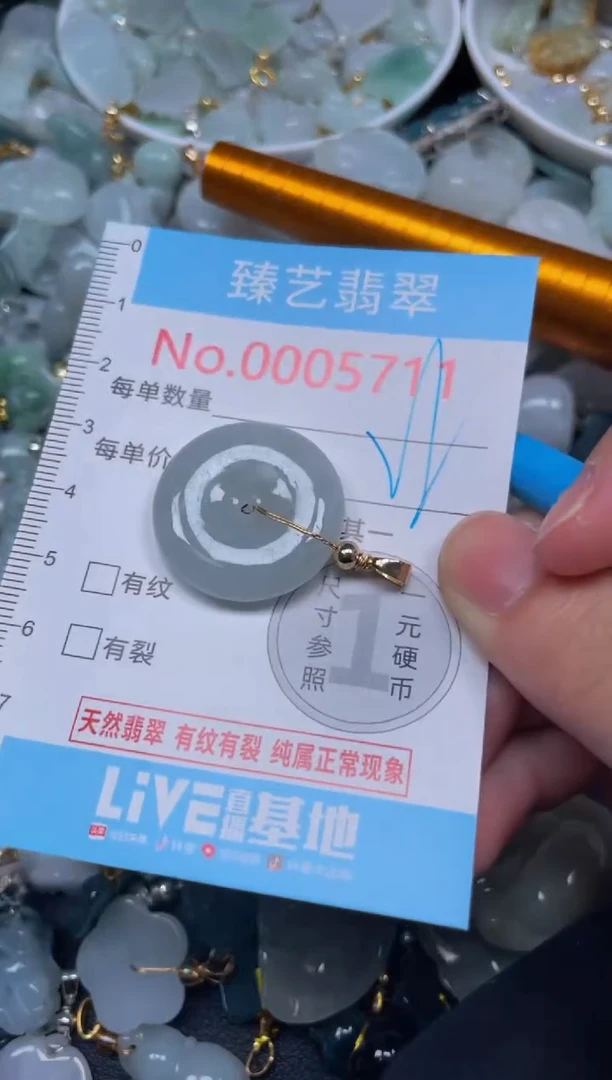 0
臻艺翡翠
1
No.0005711
2
每单数量
3
每单价
4
其一
5
有纹
尺寸参照
1
元硬币
6
有裂
7
天然翡翠 有纹有裂 纯属正常现象
LiVE直播基地